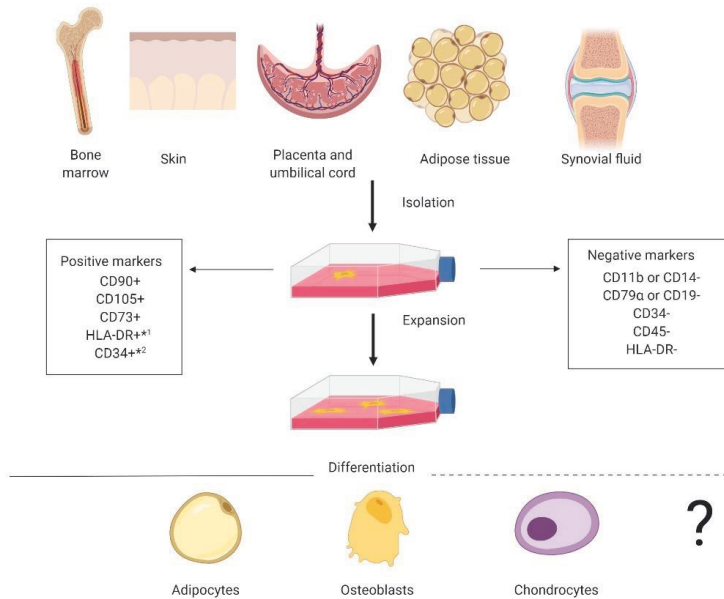 Bone
marrow
Skin
Placenta and
umbilical cord
Adipose tissue
Synovial fluid
Isolation
Positive markers
CD90+
CD105+
CD73+
HLA-DR+*¹
CD34+*²
Negative markers
CD11b or CD14-
CD79α or CD19-
CD34-
CD45-
HLA-DR-
Expansion
Differentiation
Adipocytes
Osteoblasts
Chondrocytes
?